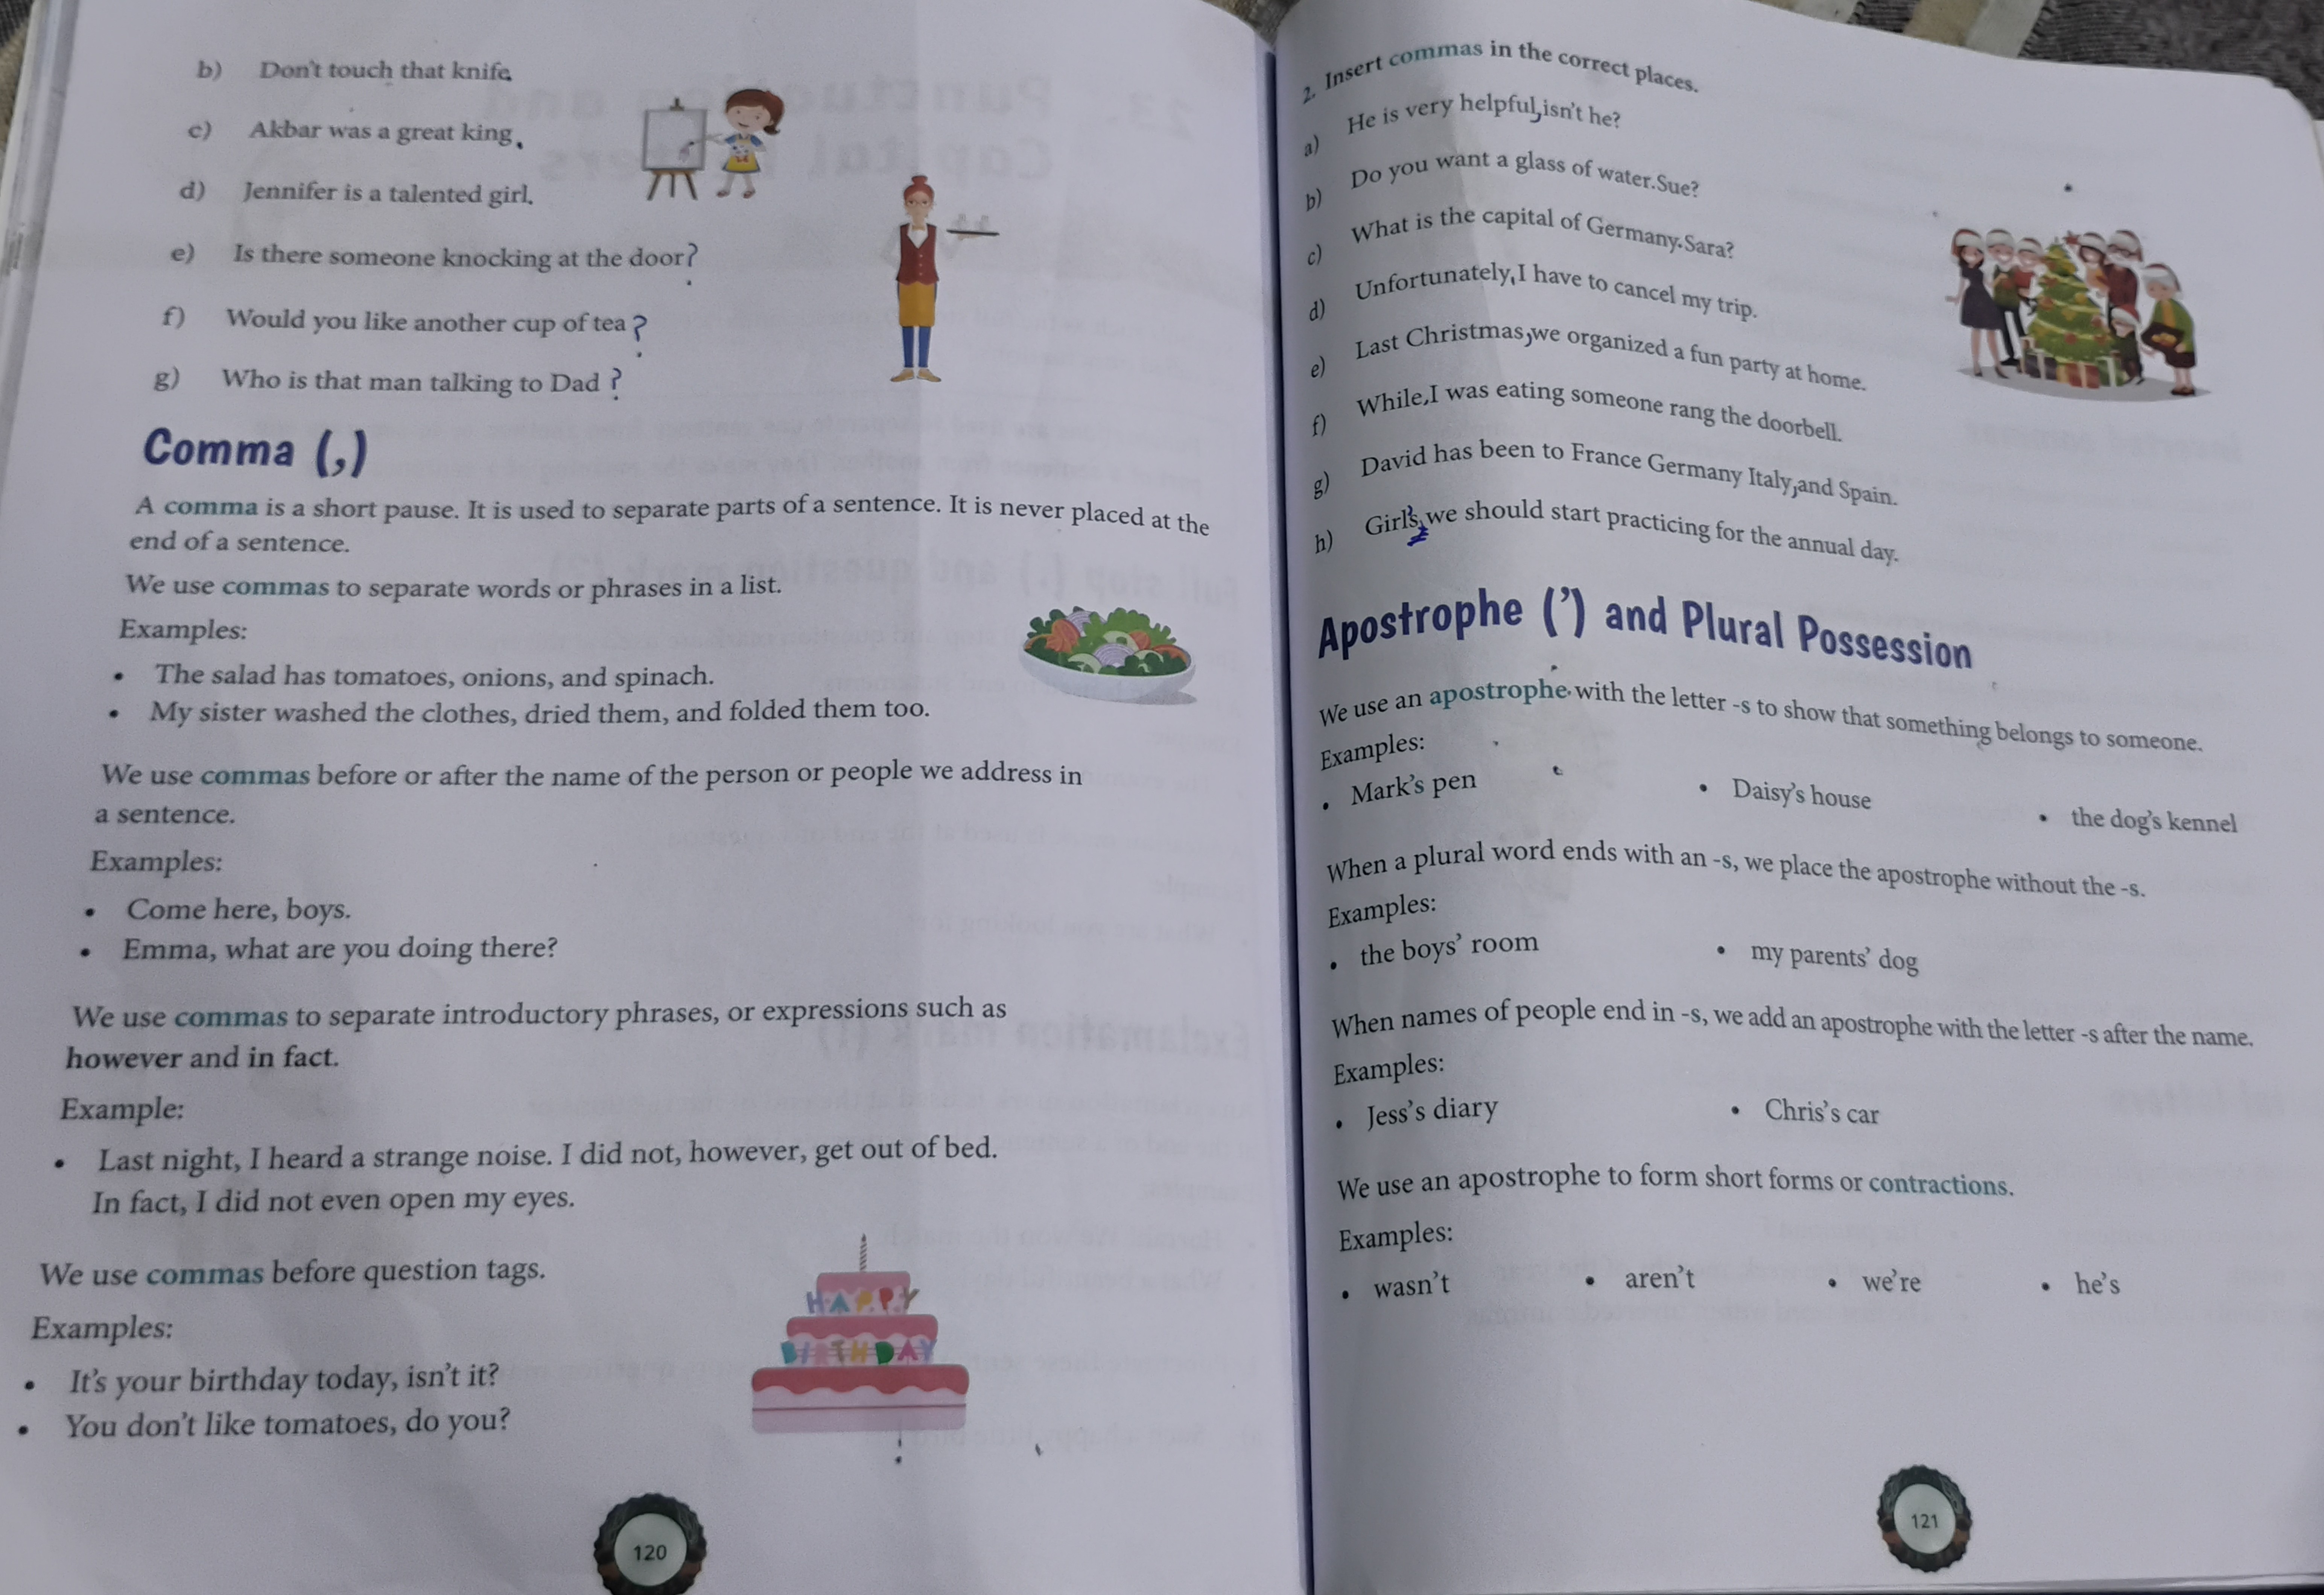 b) Don't touch that knife.
c) Akbar was a great king.
d) Jennifer is a talented girl.
e) Is there someone knocking at the door?
f) Would you like another cup of tea?
g) Who is that man talking to Dad ?
Comma (,)
A comma is a short pause. It is used to separate parts of a sentence. It is never placed at the
end of a sentence.
We use commas to separate words or phrases in a list.
Examples:
• The salad has tomatoes, onions, and spinach.
• My sister washed the clothes, dried them, and folded them too.
We use commas before or after the name of the person or people we address in
a sentence.
Examples:
• Come here, boys.
• Emma, what are you doing there?
We use commas to separate introductory phrases, or expressions such as
however and in fact.
Example:
• Last night, I heard a strange noise. I did not, however, get out of bed.
In fact, I did not even open my eyes.
We use commas before question tags.
Examples:
• It's your birthday today, isn't it?
• You don't like tomatoes, do you?
HAPPY
BIRTHDAY
120
2. Insert commas in the correct places.
a) He is very helpful,isn't he?
b) Do you want a glass of water.Sue?
c) What is the capital of Germany.Sara?
d) Unfortunately,I have to cancel my trip.
e) Last Christmas,we organized a fun party at home.
f) While,I was eating someone rang the doorbell.
g) David has been to France Germany Italy,and Spain.
h) Girl's,we should start practicing for the annual day.
Apostrophe (') and Plural Possession
We use an apostrophe with the letter -s to show that something belongs to someone.
Examples:
• Mark's pen • Daisy's house • the dog's kennel
When a plural word ends with an -s, we place the apostrophe without the -s.
Examples:
• the boys' room • my parents' dog
When names of people end in -s, we add an apostrophe with the letter -s after the name.
Examples:
• Jess's diary • Chris's car
We use an apostrophe to form short forms or contractions.
Examples:
• wasn't • aren't • we're • he's
121